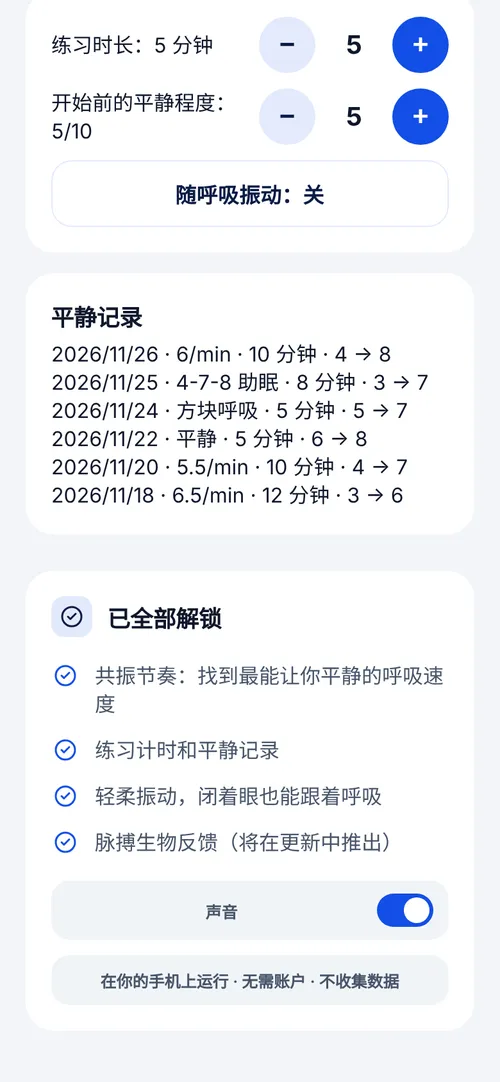 练习时长：5 分钟
− 5 +
开始前的平静程度：
5/10
− 5 +
随呼吸振动：关
平静记录
2026/11/26 · 6/min · 10 分钟 · 4 → 8
2026/11/25 · 4-7-8 助眠 · 8 分钟 · 3 → 7
2026/11/24 · 方块呼吸 · 5 分钟 · 5 → 7
2026/11/22 · 平静 · 5 分钟 · 6 → 8
2026/11/20 · 5.5/min · 10 分钟 · 4 → 7
2026/11/18 · 6.5/min · 12 分钟 · 3 → 6
已全部解锁
共振节奏：找到最能让你平静的呼吸速
度
练习计时和平静记录
轻柔振动，闭着眼也能跟着呼吸
脉搏生物反馈（将在更新中推出）
声音
在你的手机上运行 · 无需账户 · 不收集数据